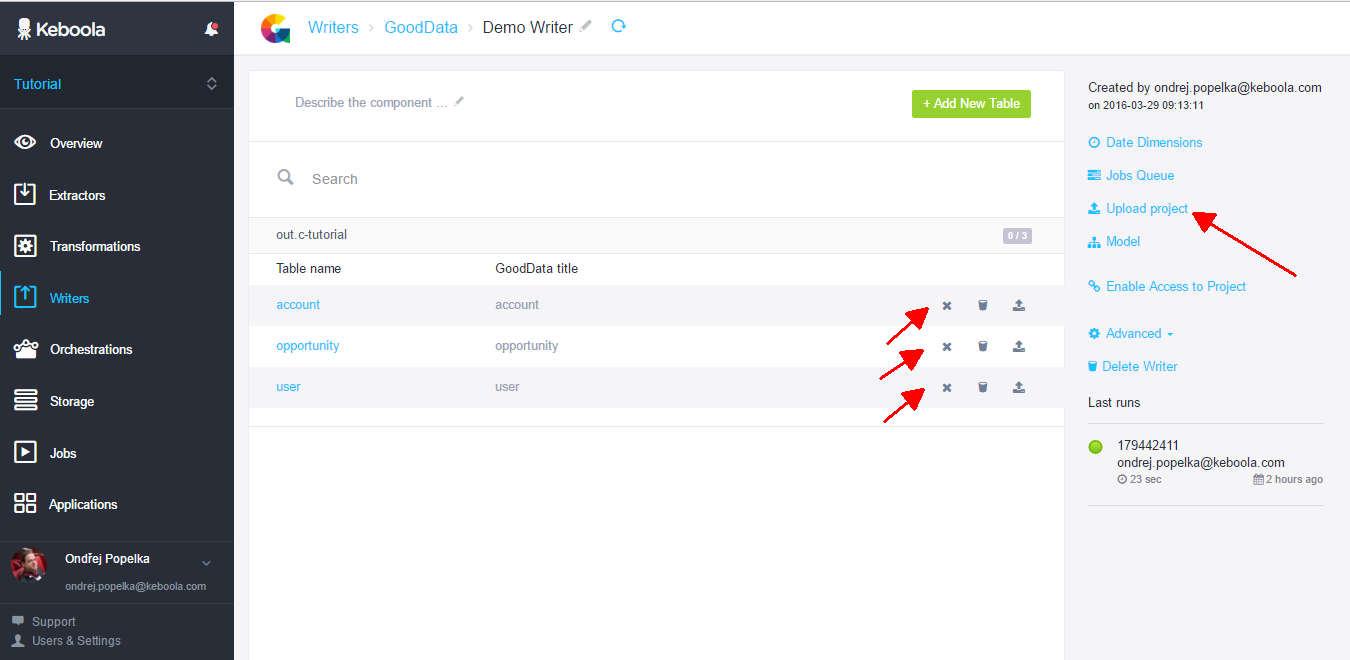 Keboola
Writers › GoodData › Demo Writer
Tutorial
Overview
Extractors
Transformations
Writers
Orchestrations
Storage
Jobs
Applications
Ondřej Popelka
ondrej.popelka@keboola.com
Support
Users & Settings
Describe the component ...
+ Add New Table
Search
out.c-tutorial 0 / 3
Table name GoodData title
account account
opportunity opportunity
user user
Created by ondrej.popelka@keboola.com
on 2016-03-29 09:13:11
Date Dimensions
Jobs Queue
Upload project
Model
Enable Access to Project
Advanced
Delete Writer
Last runs
179442411
ondrej.popelka@keboola.com
23 sec 2 hours ago